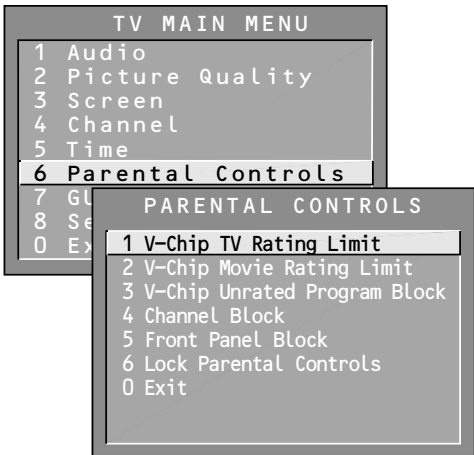 TV MAIN MENU
1 Audio
2 Picture Quality
3 Screen
4 Channel
5 Time
6 Parental Controls
7
8
0
PARENTAL CONTROLS
1 V-Chip TV Rating Limit
2 V-Chip Movie Rating Limit
3 V-Chip Unrated Program Block
4 Channel Block
5 Front Panel Block
6 Lock Parental Controls
0 Exit